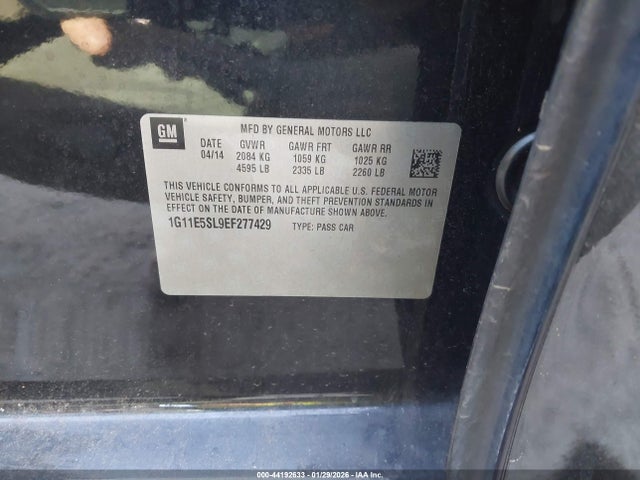 GM
MFD BY GENERAL MOTORS LLC
DATE GVWR GAWR FRT GAWR RR
04/14 2084 KG 1059 KG 1025 KG
4595 LB 2335 LB 2260 LB
THIS VEHICLE CONFORMS TO ALL APPLICABLE U.S. FEDERAL MOTOR
VEHICLE SAFETY, BUMPER, AND THEFT PREVENTION STANDARDS IN
EFFECT ON THE DATE OF MANUFACTURE SHOWN ABOVE.
1G11E5SL9EF277429 TYPE: PASS CAR
000-44192633 - 01/29/2026 - IAA Inc.